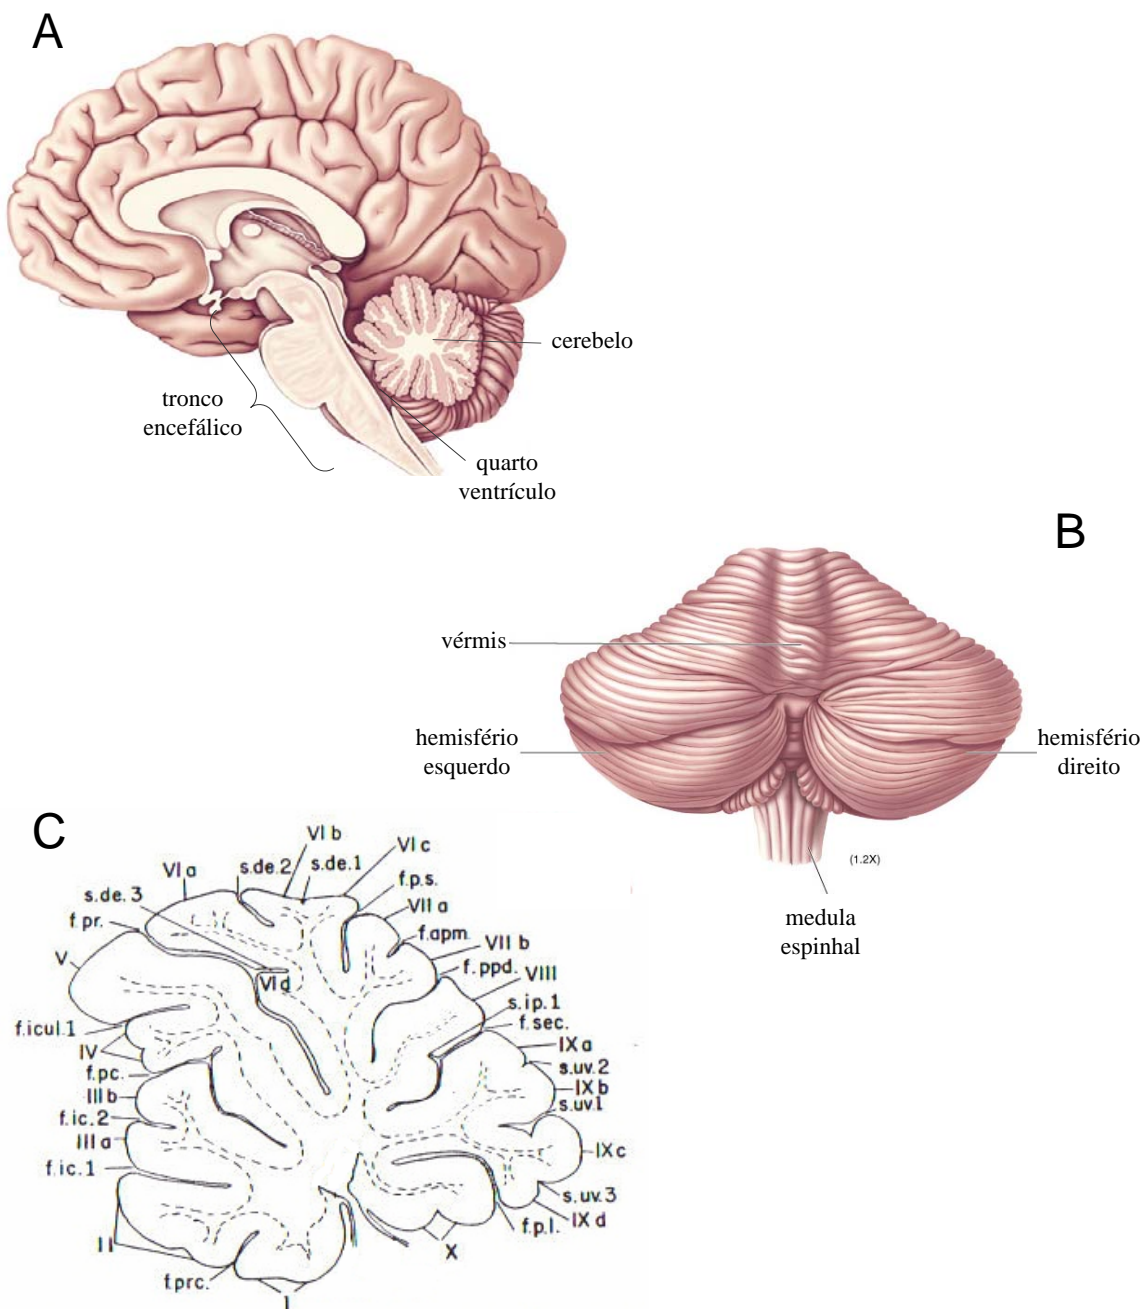 A
cerebelo
tronco
encefálico
quarto
ventrículo
B
vérmis
hemisfério
esquerdo
hemisfério
direito
(1.2X)
medula
espinhal
C
VI b
VI a
s.de.2
s.de.1
VI c
s.de.3
f.p.s.
f.pr.
VII a
f.apm.
V
VII b
f.ppd.
VIII
VI d
s.ip.1
f.icul.1
f.sec.
IV
IX a
f.pc.
s.uv.2
III b
IX b
f.ic.2
s.uv.1
III a
IX c
f.ic.1
s.uv.3
IX d
f.p.l.
II
X
f.prc.
I